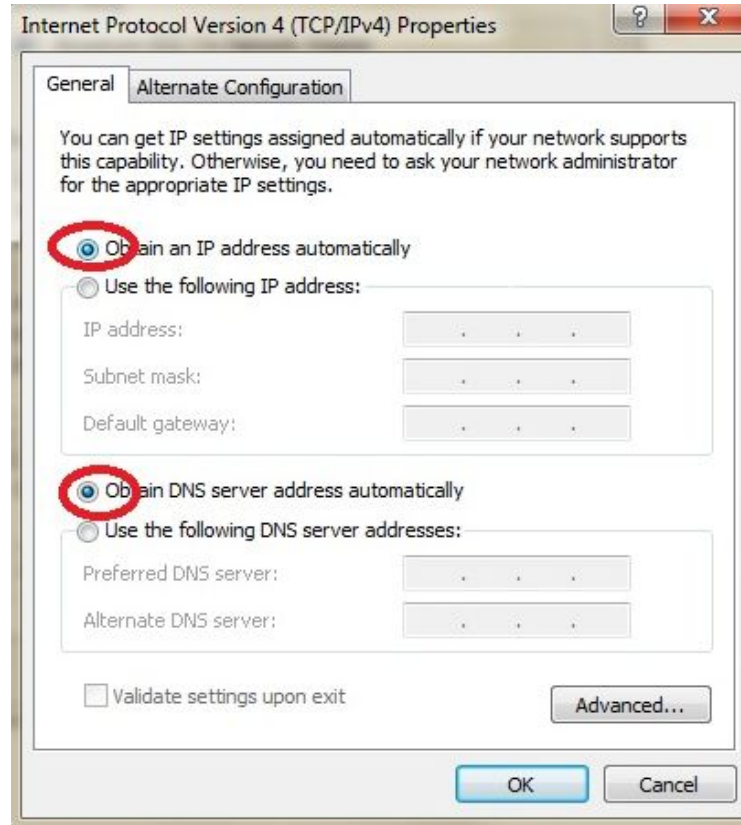 Internet Protocol Version 4 (TCP/IPv4) Properties
?
X
General
Alternate Configuration
You can get IP settings assigned automatically if your network supports
this capability. Otherwise, you need to ask your network administrator
for the appropriate IP settings.
Obtain an IP address automatically
Use the following IP address:
IP address:
Subnet mask:
Default gateway:
Obtain DNS server address automatically
Use the following DNS server addresses:
Preferred DNS server:
Alternate DNS server:
Validate settings upon exit
Advanced...
OK
Cancel